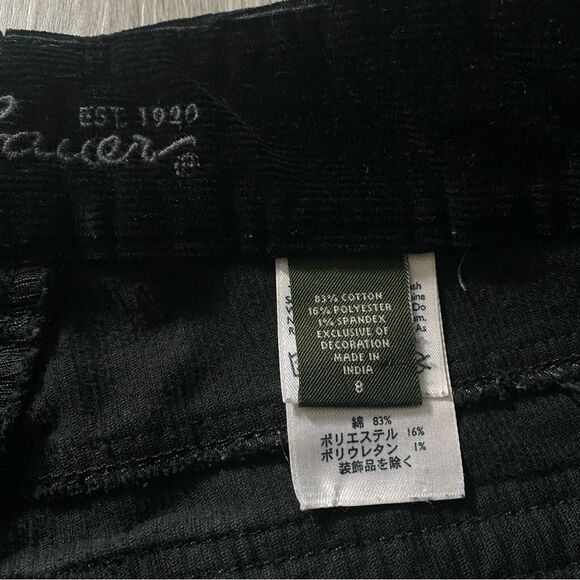 EST. 1920
Bauer
83% COTTON
16% POLYESTER
1% SPANDEX
EXCLUSIVE OF
DECORATION
MADE IN
INDIA
8
綿 83%
ポリエステル 16%
ポリウレタン 1%
装飾品を除く